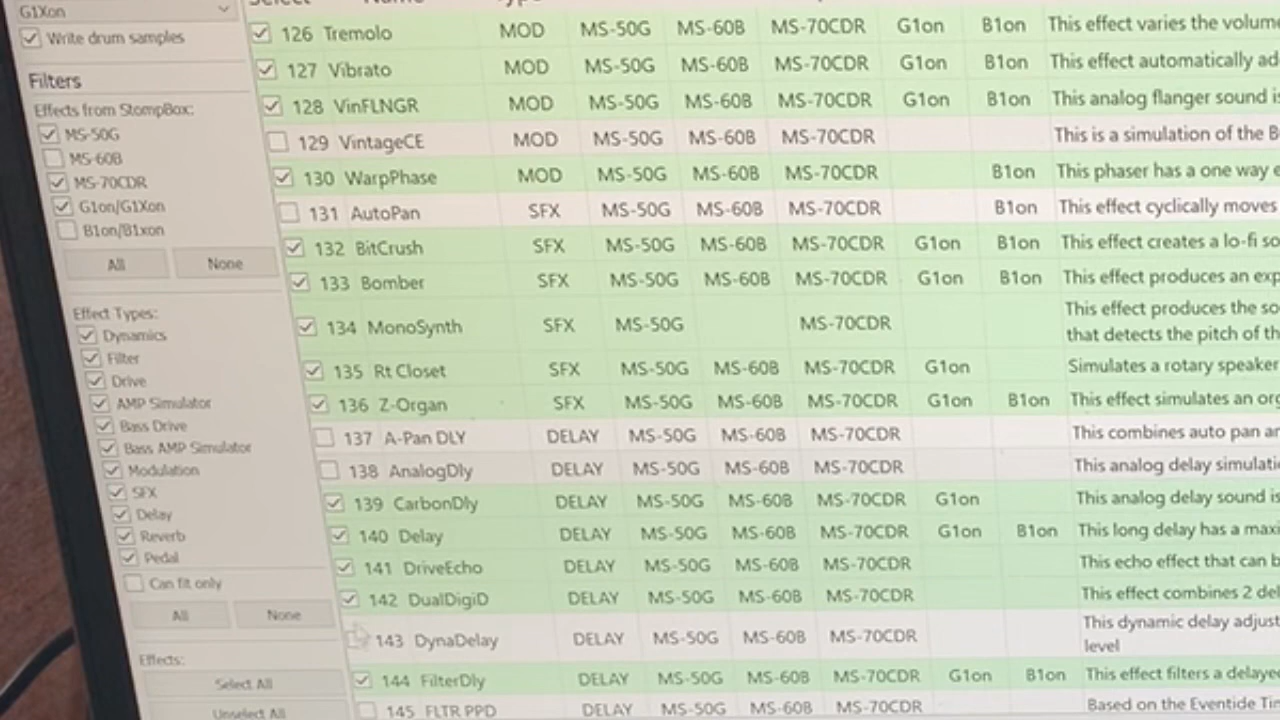 G1Xon
Write drum samples
Filters
Effects from StompBox:
MS-50G
MS-60B
MS-70CDR
G1on/G1Xon
B1on/B1xon
All None
Effect Types:
Dynamics
Filter
Drive
AMP Simulator
Bass Drive
Bass AMP Simulator
Modulation
SFX
Delay
Reverb
Pedal
Can fit only
All None
Effects:
Select All
Unselect All
126 Tremolo MOD MS-50G MS-60B MS-70CDR G1on B1on This effect varies the volume
127 Vibrato MOD MS-50G MS-60B MS-70CDR G1on B1on This effect automatically ad
128 VinFLNGR MOD MS-50G MS-60B MS-70CDR G1on B1on This analog flanger sound is
129 VintageCE MOD MS-50G MS-60B MS-70CDR This is a simulation of the B
130 WarpPhase MOD MS-50G MS-60B MS-70CDR B1on This phaser has a one way e
131 AutoPan SFX MS-50G MS-60B MS-70CDR B1on This effect cyclically moves
132 BitCrush SFX MS-50G MS-60B MS-70CDR G1on B1on This effect creates a lo-fi so
133 Bomber SFX MS-50G MS-60B MS-70CDR G1on B1on This effect produces an exp
134 MonoSynth SFX MS-50G MS-70CDR This effect produces the so
that detects the pitch of th
135 Rt Closet SFX MS-50G MS-60B MS-70CDR G1on Simulates a rotary speaker
136 Z-Organ SFX MS-50G MS-60B MS-70CDR G1on B1on This effect simulates an org
137 A-Pan DLY DELAY MS-50G MS-60B MS-70CDR This combines auto pan an
138 AnalogDly DELAY MS-50G MS-60B MS-70CDR This analog delay simulati
139 CarbonDly DELAY MS-50G MS-60B MS-70CDR G1on This analog delay sound is
140 Delay DELAY MS-50G MS-60B MS-70CDR G1on B1on This long delay has a maxi
141 DriveEcho DELAY MS-50G MS-60B MS-70CDR This echo effect that can b
142 DualDigiD DELAY MS-50G MS-60B MS-70CDR This effect combines 2 del
143 DynaDelay DELAY MS-50G MS-60B MS-70CDR This dynamic delay adjust
level
144 FilterDly DELAY MS-50G MS-60B MS-70CDR G1on B1on This effect filters a delayed
145 FLTR PPD DELAY MS-50G MS-60B MS-70CDR Based on the Eventide Ti